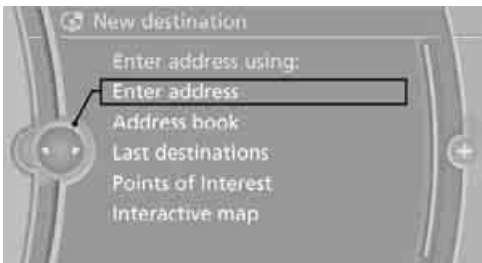 New destination
Enter address using:
Enter address
Address book
Last destinations
Points of Interest
Interactive map